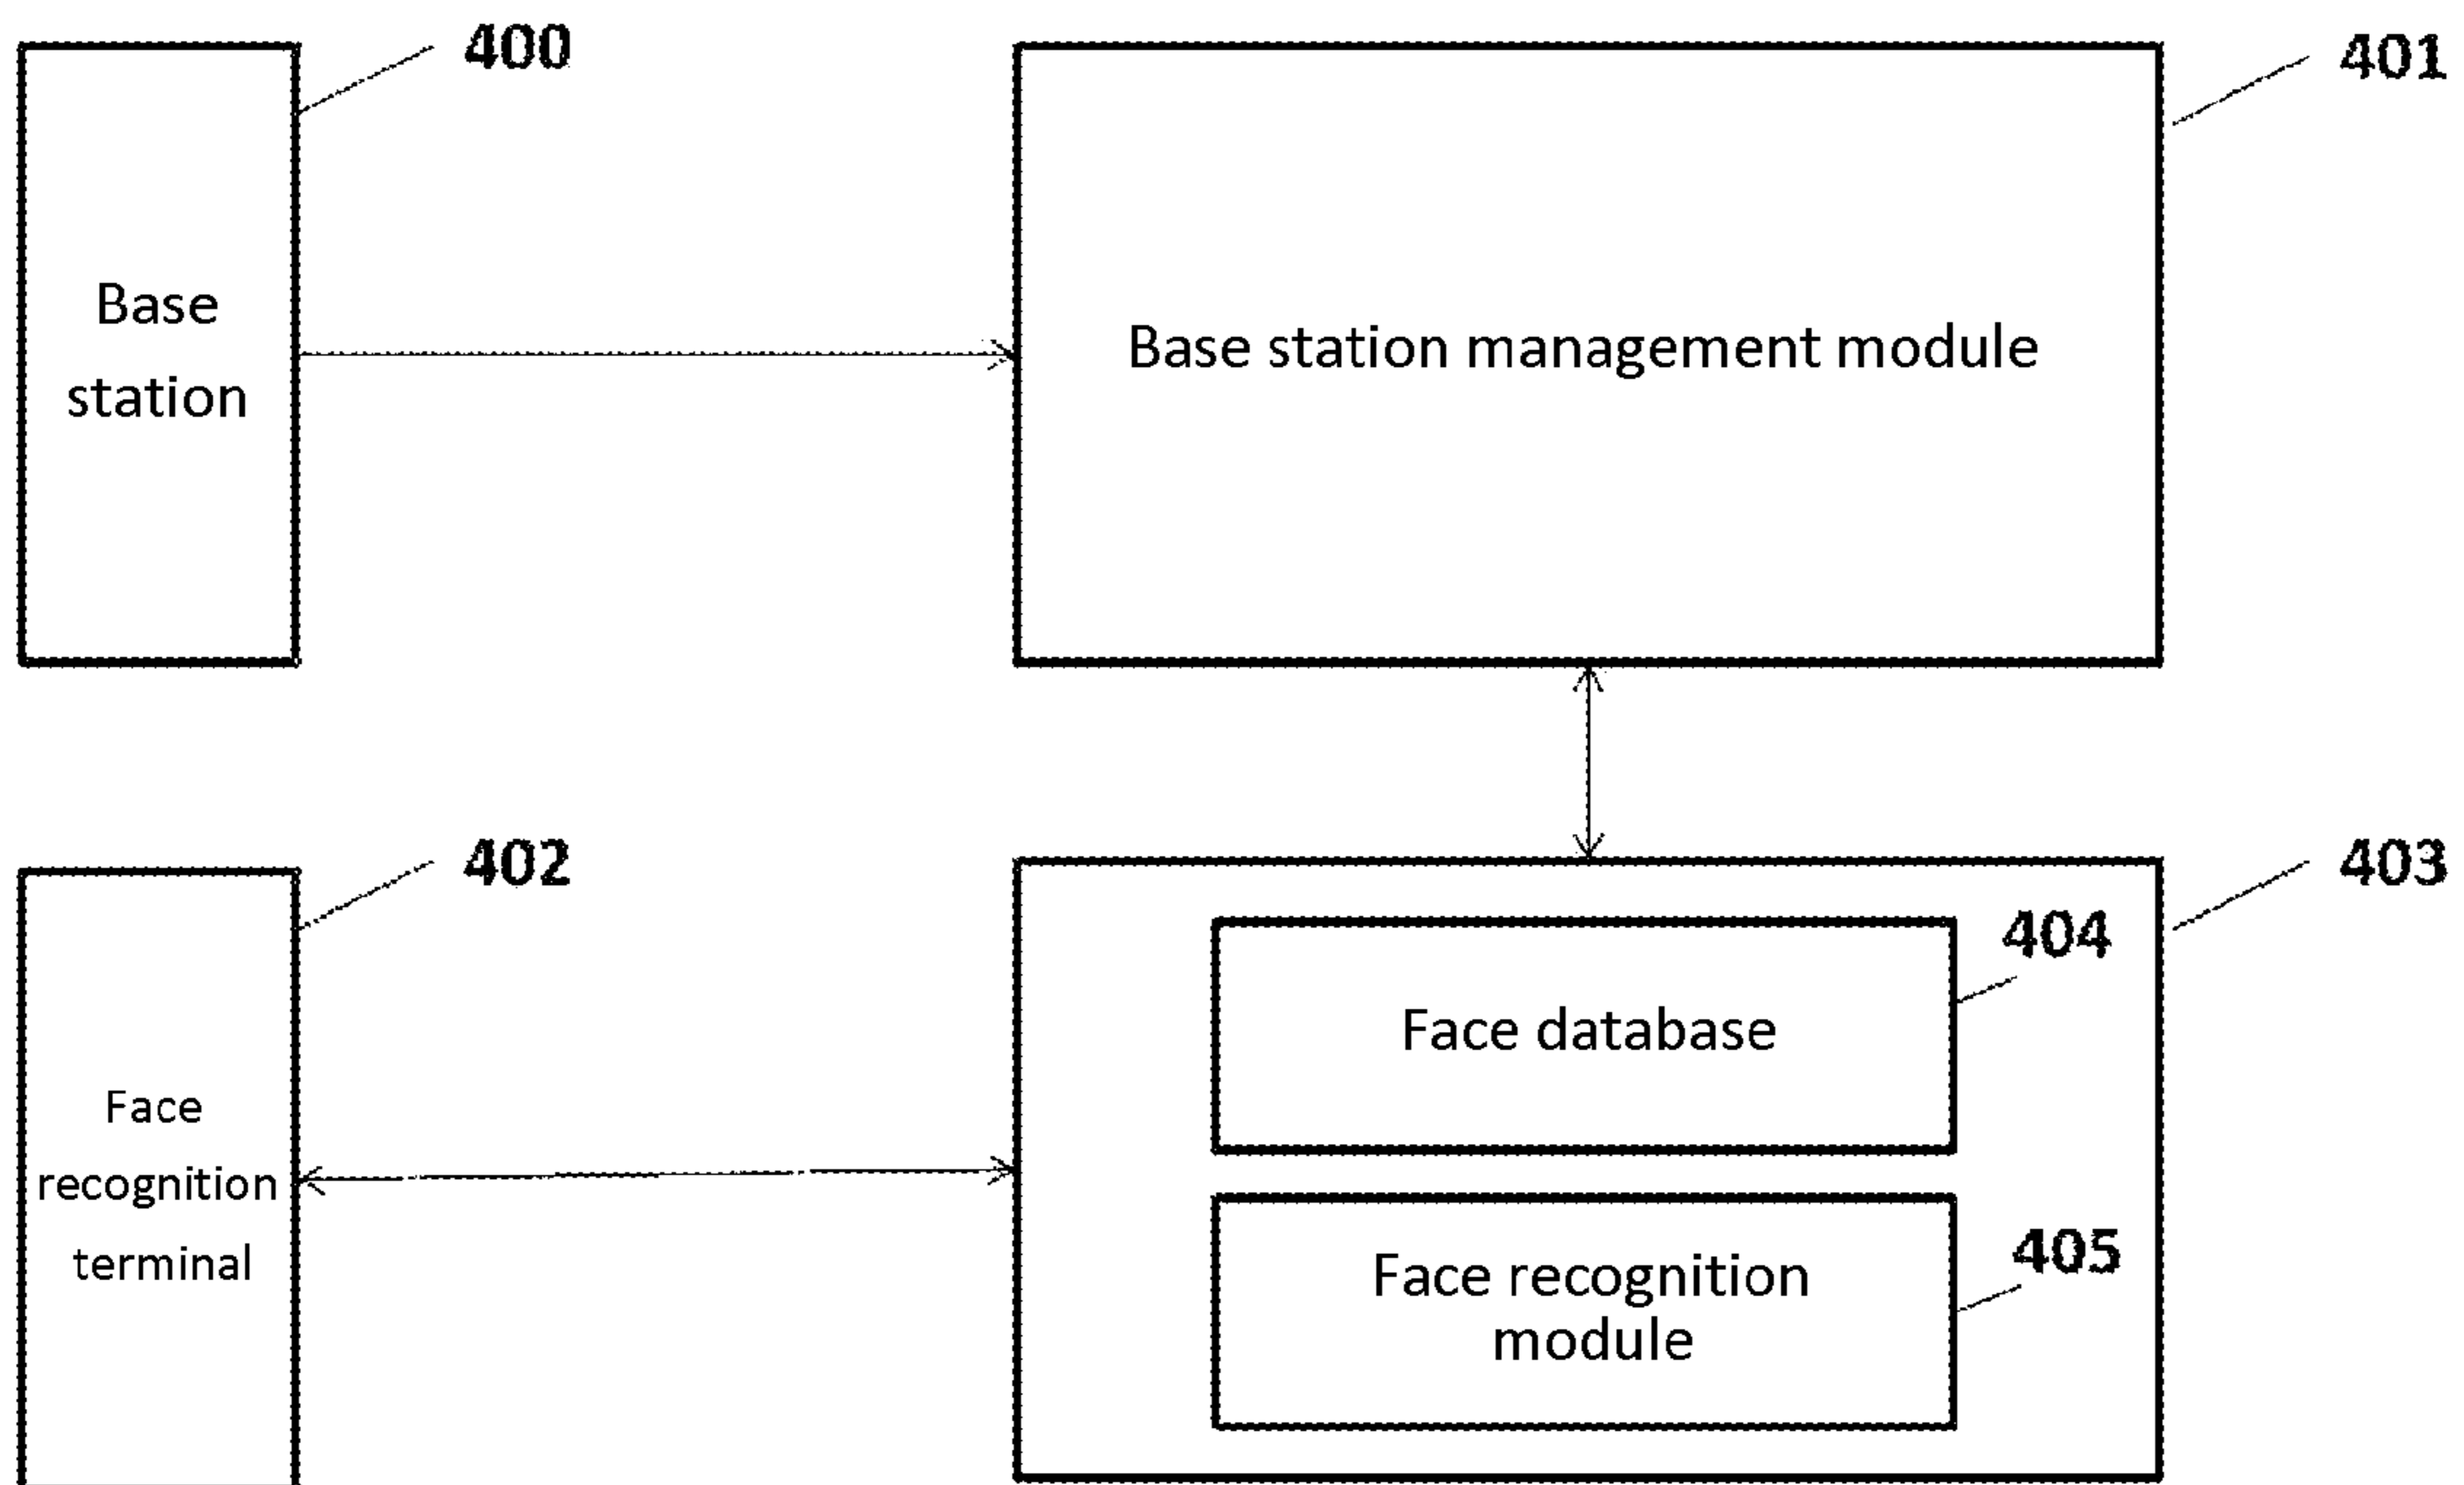 400
401
Base
station
Base station management module
402
403
404
Face database
Face
recognition
terminal
405
Face recognition
module